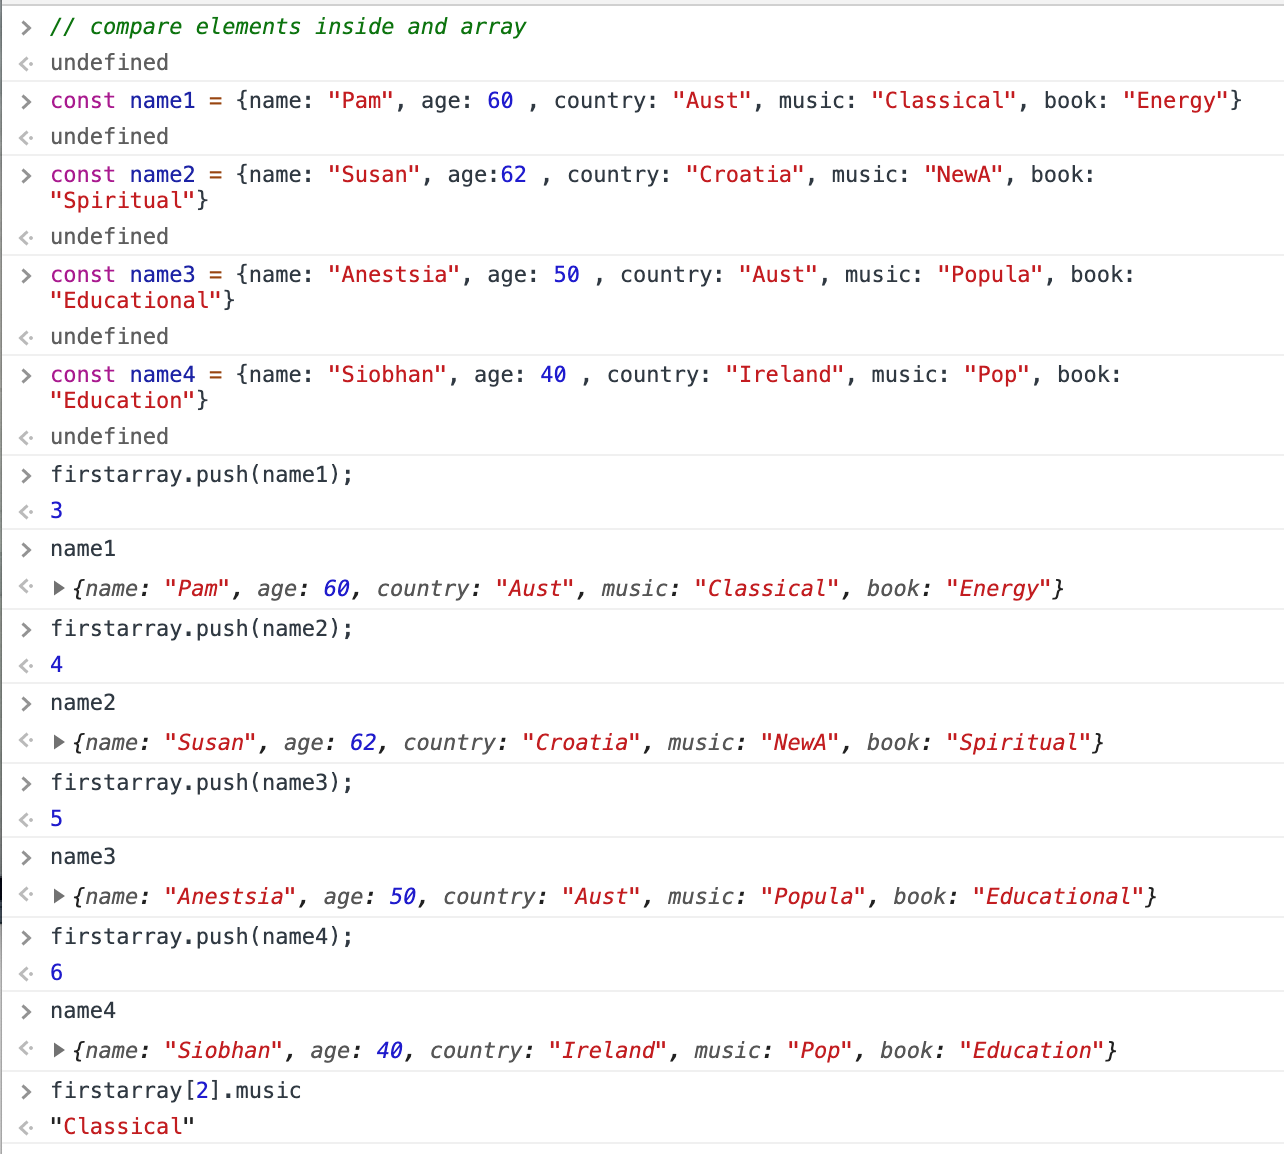 > // compare elements inside and array
<· undefined
> const name1 = {name: "Pam", age: 60 , country: "Aust", music: "Classical", book: "Energy"}
<· undefined
> const name2 = {name: "Susan", age:62 , country: "Croatia", music: "NewA", book:
"Spiritual"}
<· undefined
> const name3 = {name: "Anestsia", age: 50 , country: "Aust", music: "Popula", book:
"Educational"}
<· undefined
> const name4 = {name: "Siobhan", age: 40 , country: "Ireland", music: "Pop", book:
"Education"}
<· undefined
> firstarray.push(name1);
<· 3
> name1
<· ▶{name: "Pam", age: 60, country: "Aust", music: "Classical", book: "Energy"}
> firstarray.push(name2);
<· 4
> name2
<· ▶{name: "Susan", age: 62, country: "Croatia", music: "NewA", book: "Spiritual"}
> firstarray.push(name3);
<· 5
> name3
<· ▶{name: "Anestsia", age: 50, country: "Aust", music: "Popula", book: "Educational"}
> firstarray.push(name4);
<· 6
> name4
<· ▶{name: "Siobhan", age: 40, country: "Ireland", music: "Pop", book: "Education"}
> firstarray[2].music
<· "Classical"